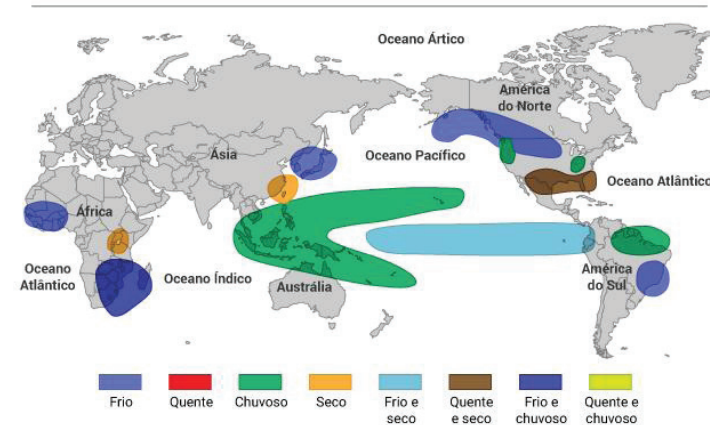 Oceano Ártico
América
do Norte
Ásia
Oceano Pacífico
Oceano Atlântico
África
Oceano
Atlântico
Oceano Índico
Austrália
América
do Sul
Frio
Quente
Chuvoso
Seco
Frio e
seco
Quente
e seco
Frio e
chuvoso
Quente e
chuvoso